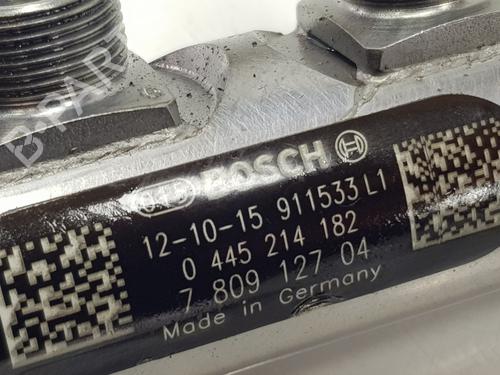 BOSCH
12-10-15 911533 L1
0 445 214 182
7 809 127 04
Made in Germany